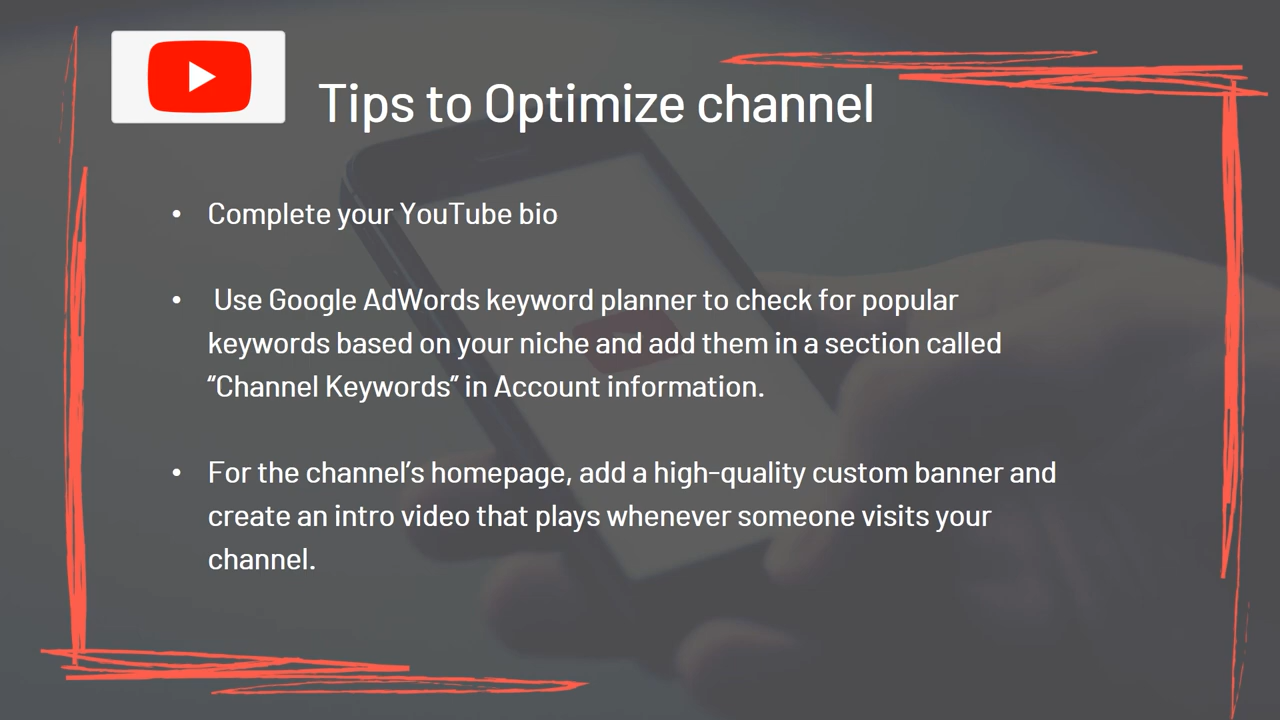 Tips to Optimize channel
• Complete your YouTube bio
• Use Google AdWords keyword planner to check for popular
keywords based on your niche and add them in a section called
“Channel Keywords” in Account information.
• For the channel’s homepage, add a high-quality custom banner and
create an intro video that plays whenever someone visits your
channel.